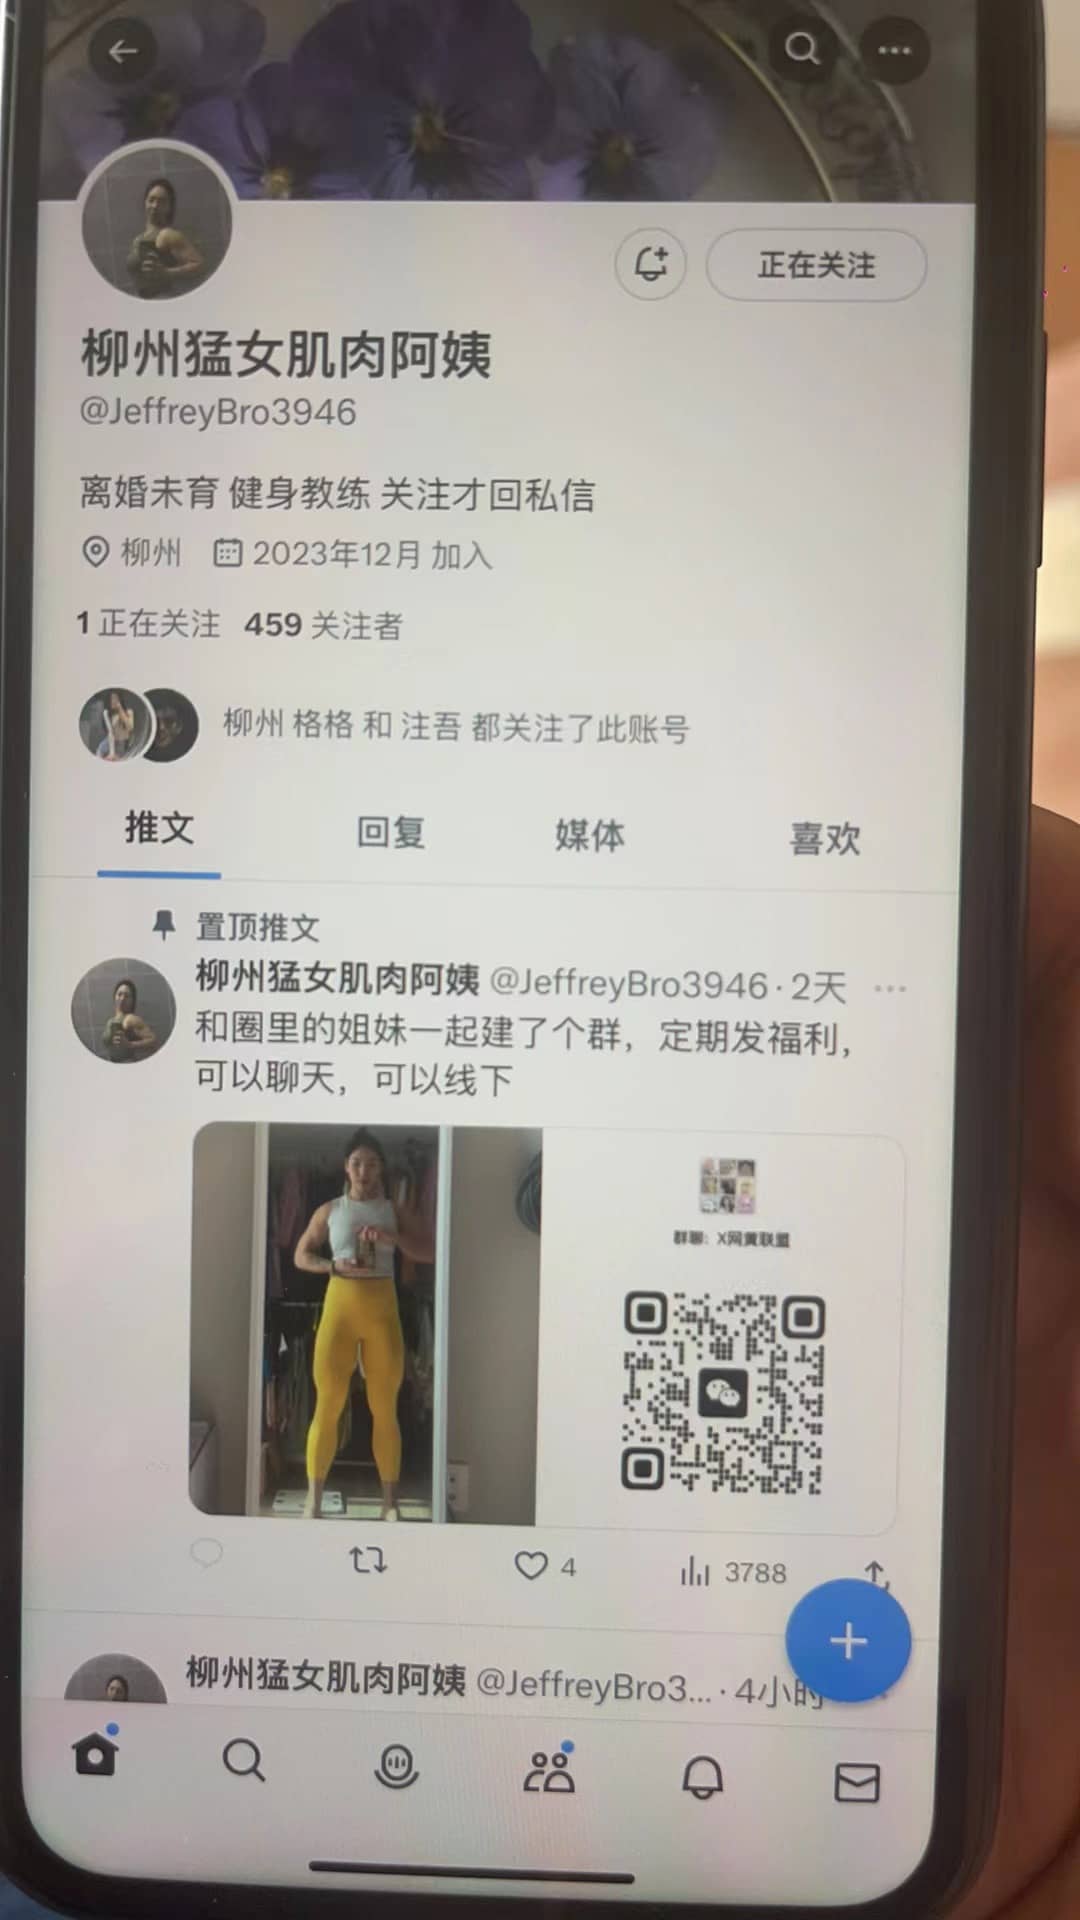 正在关注
柳州猛女肌肉阿姨
@JeffreyBro3946
离婚未育 健身教练 关注才回私信
柳州 2023年12月 加入
1 正在关注 459 关注者
柳州 格格 和 注吾 都关注了此账号
推文 回复 媒体 喜欢
置顶推文
柳州猛女肌肉阿姨 @JeffreyBro3946 · 2天
和圈里的姐妹一起建了个群，定期发福利，
可以聊天，可以线下
群聊：X网黄联盟
4 3788
柳州猛女肌肉阿姨 @JeffreyBro3... · 4小时